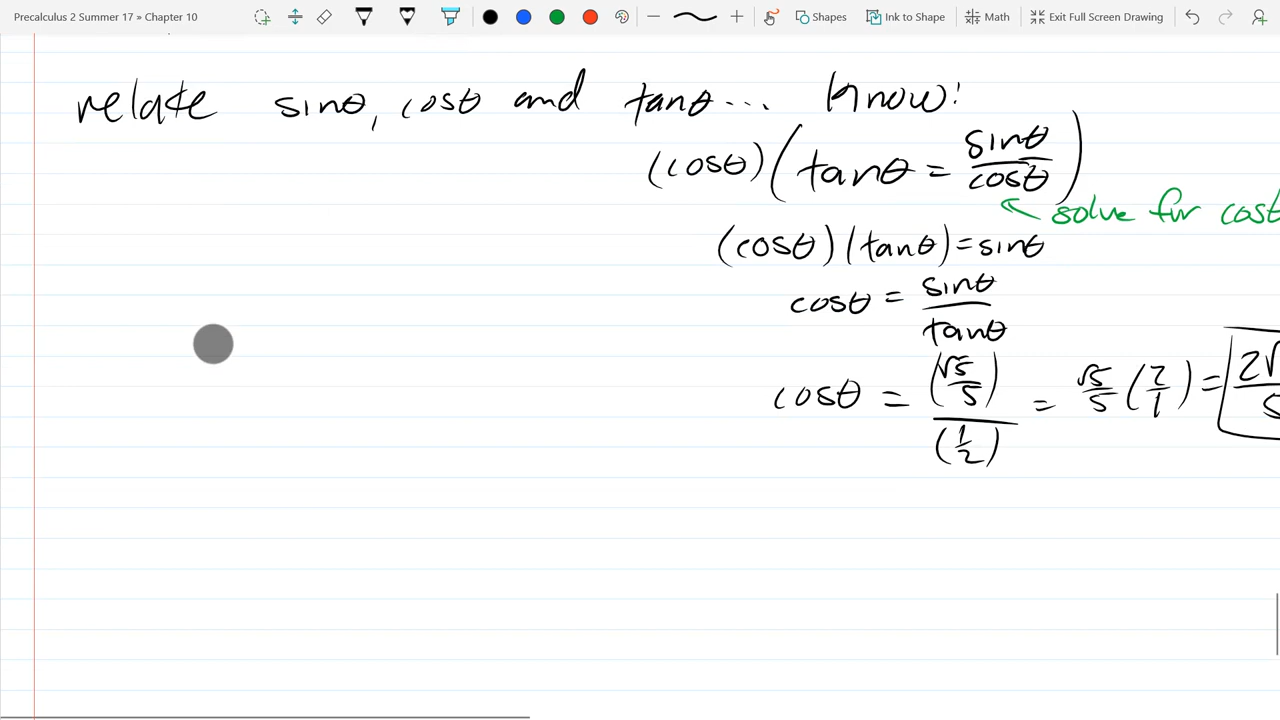 Precalculus 2 Summer 17 » Chapter 10
Shapes
Ink to Shape
Math
Exit Full Screen Drawing
relate sinθ, cosθ and tanθ... know:
(cosθ)(tanθ = sinθ/cosθ)
solve for cosθ
(cosθ)(tanθ) = sinθ
cosθ = sinθ/tanθ
cosθ = (√5/5)/(1/2) = √5/5 (2/1) = 2√